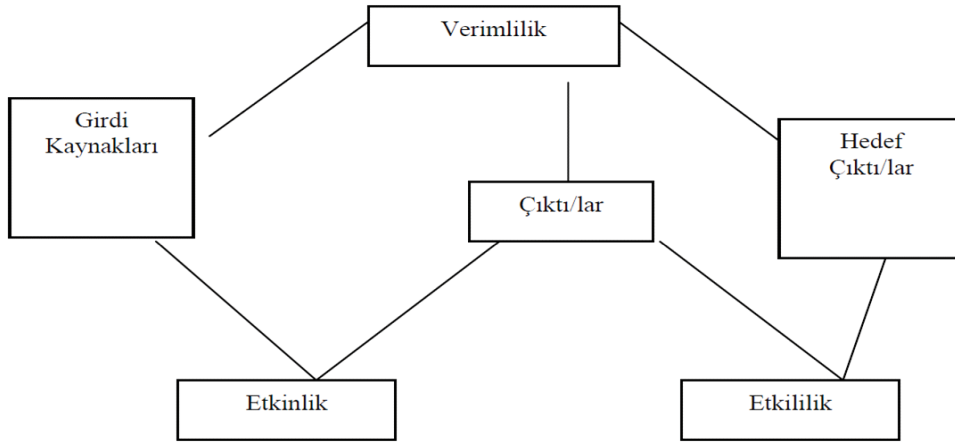 Verimlilik
Girdi
Kaynakları
Hedef
Çıktı/lar
Çıktı/lar
Etkinlik
Etkililik